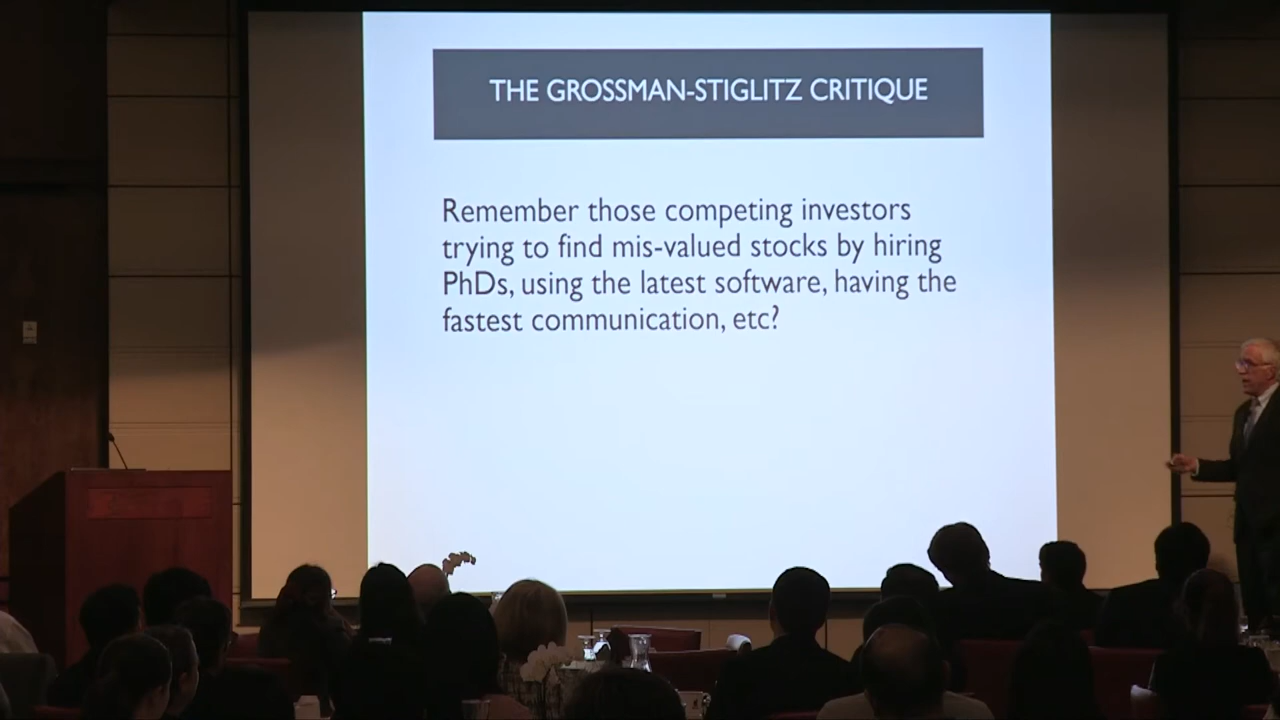 THE GROSSMAN-STIGLITZ CRITIQUE
Remember those competing investors
trying to find mis-valued stocks by hiring
PhDs, using the latest software, having the
fastest communication, etc?